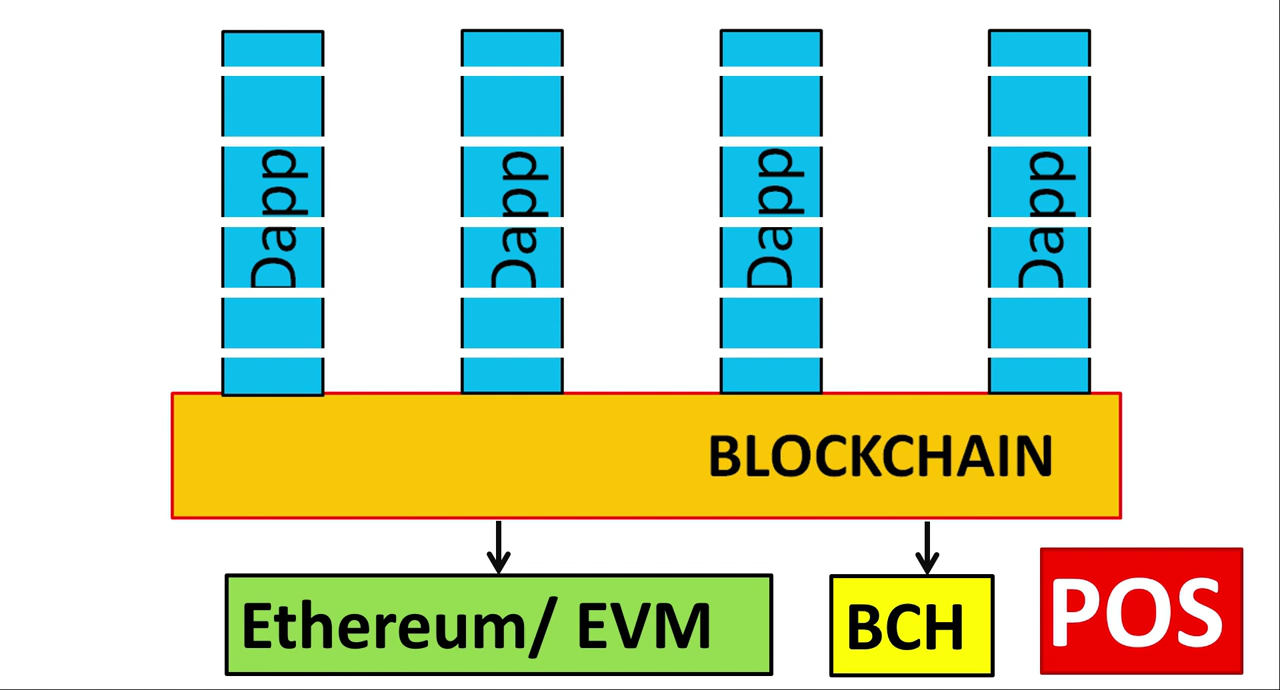 Dapp
Dapp
Dapp
Dapp
BLOCKCHAIN
Ethereum/ EVM
BCH
POS